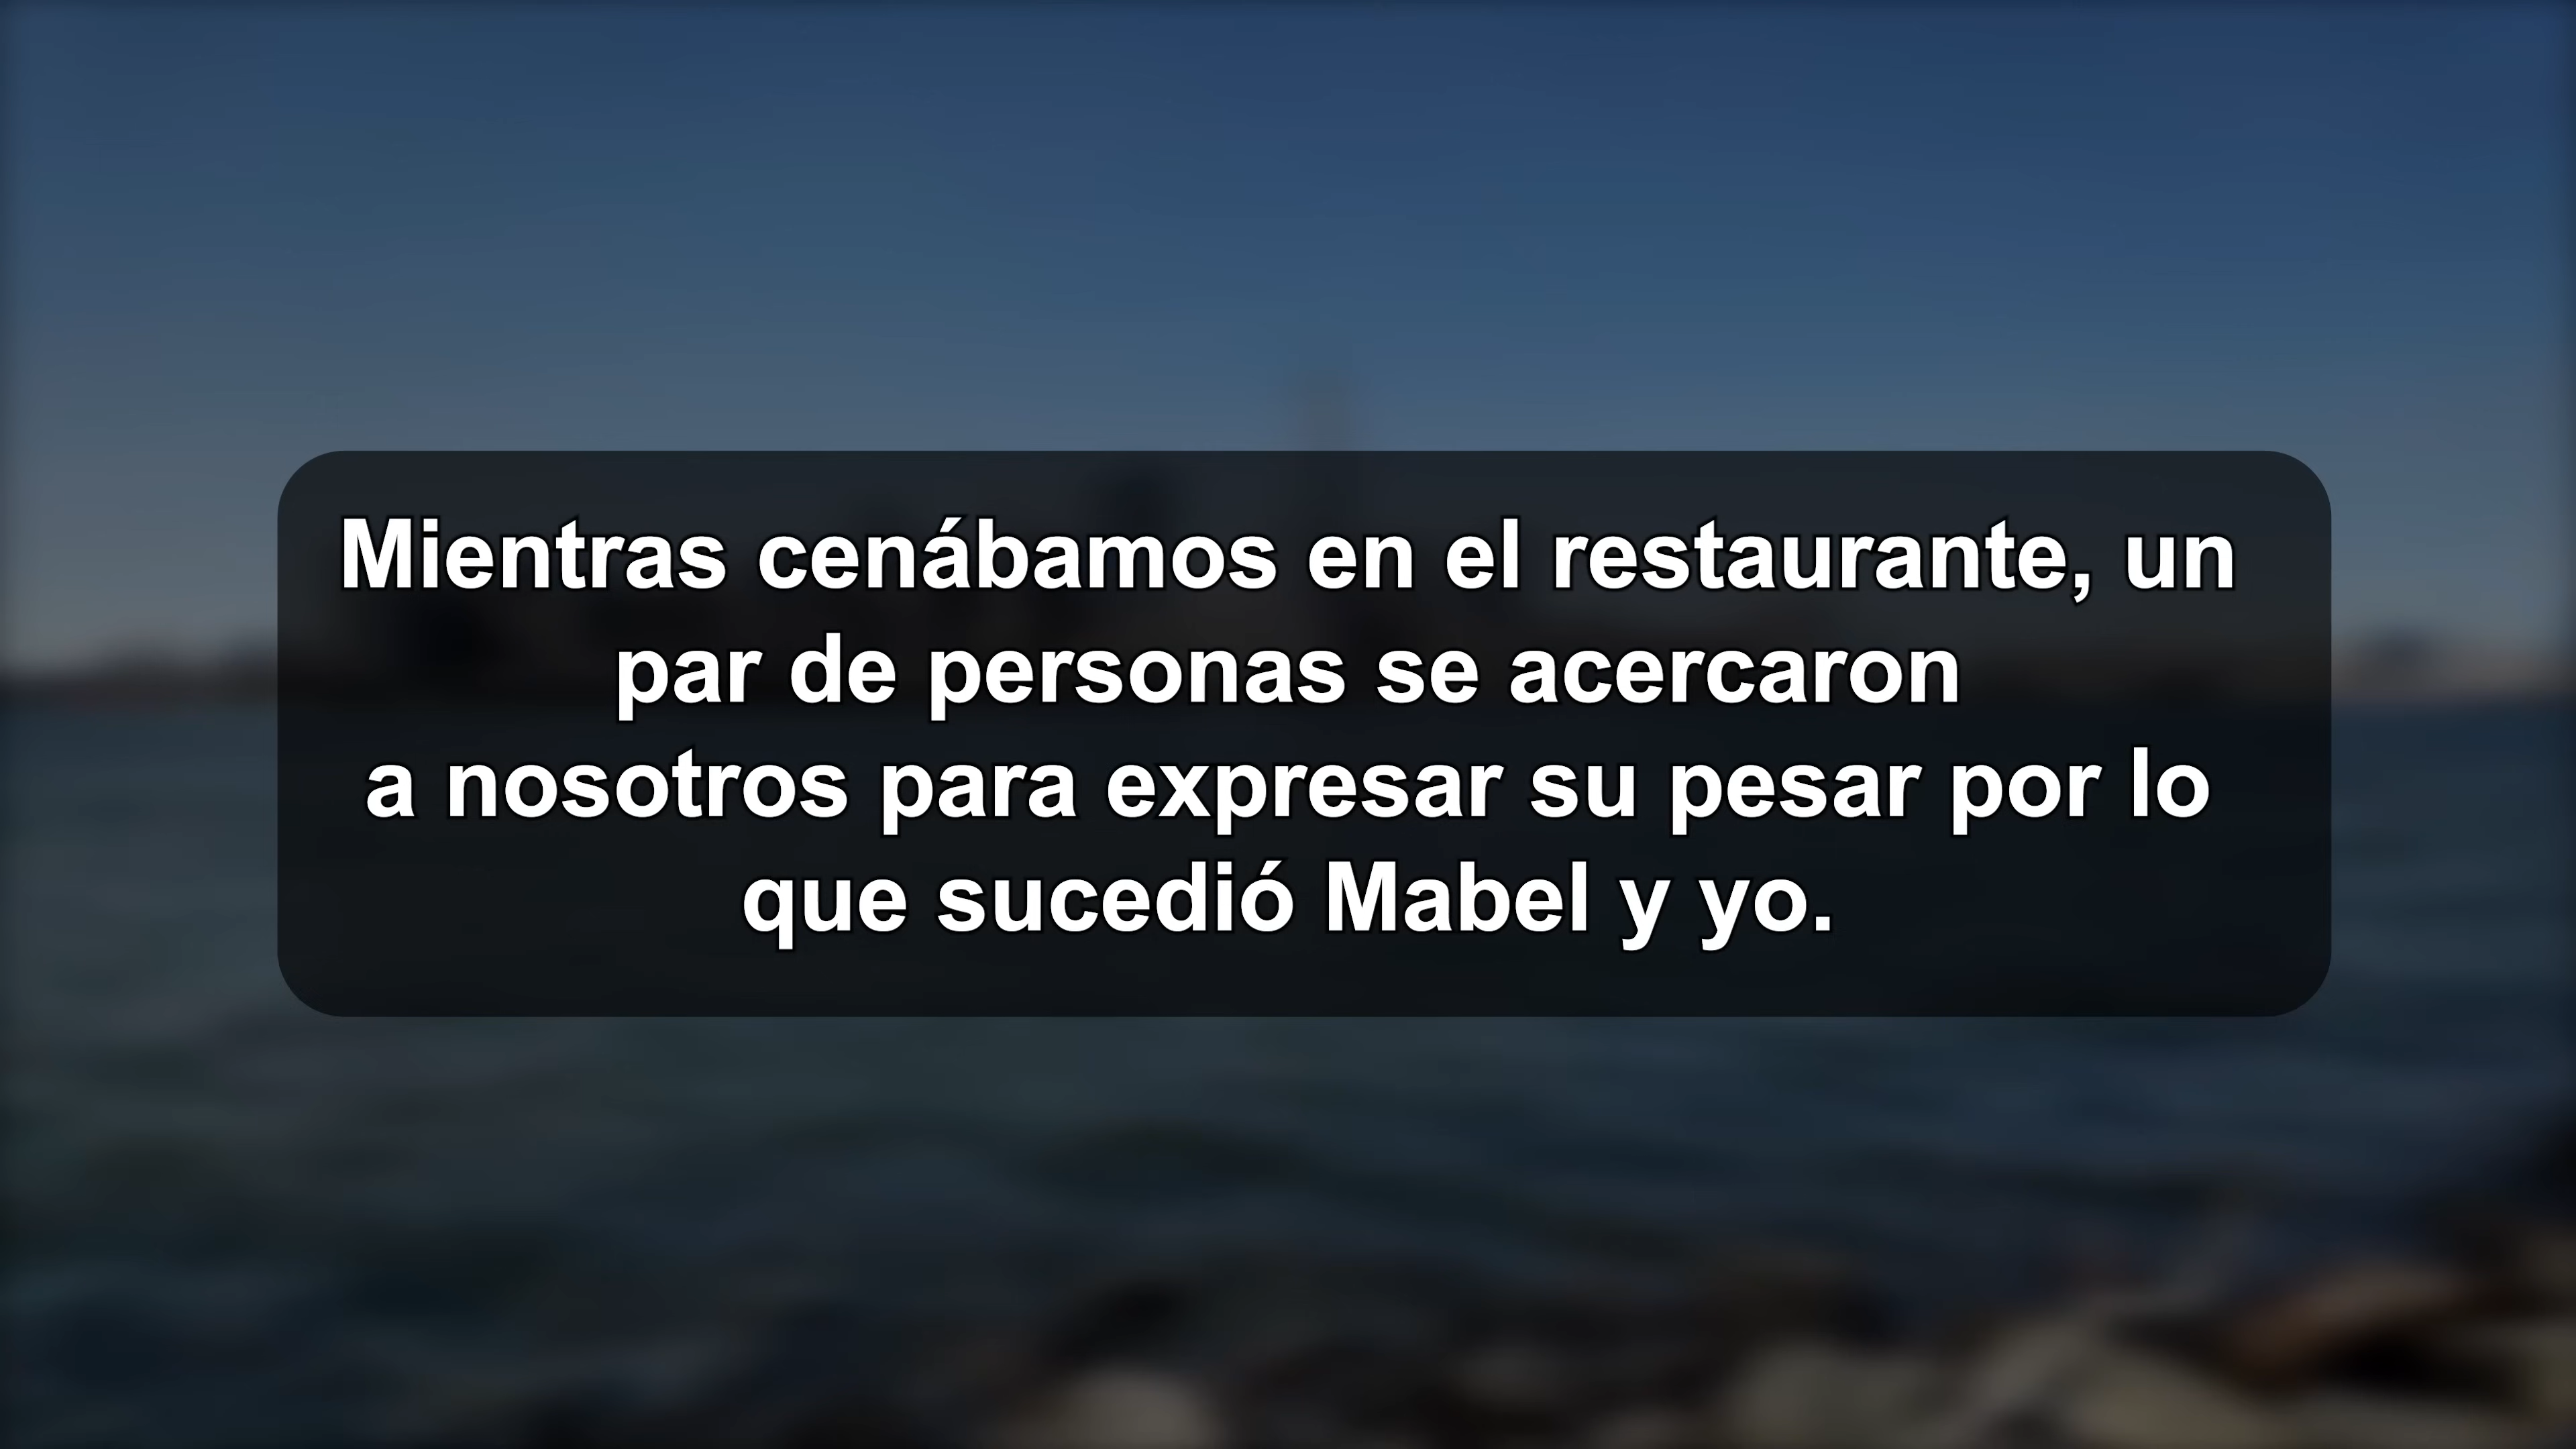 Mientras cenábamos en el restaurante, un
par de personas se acercaron
a nosotros para expresar su pesar por lo
que sucedió Mabel y yo.